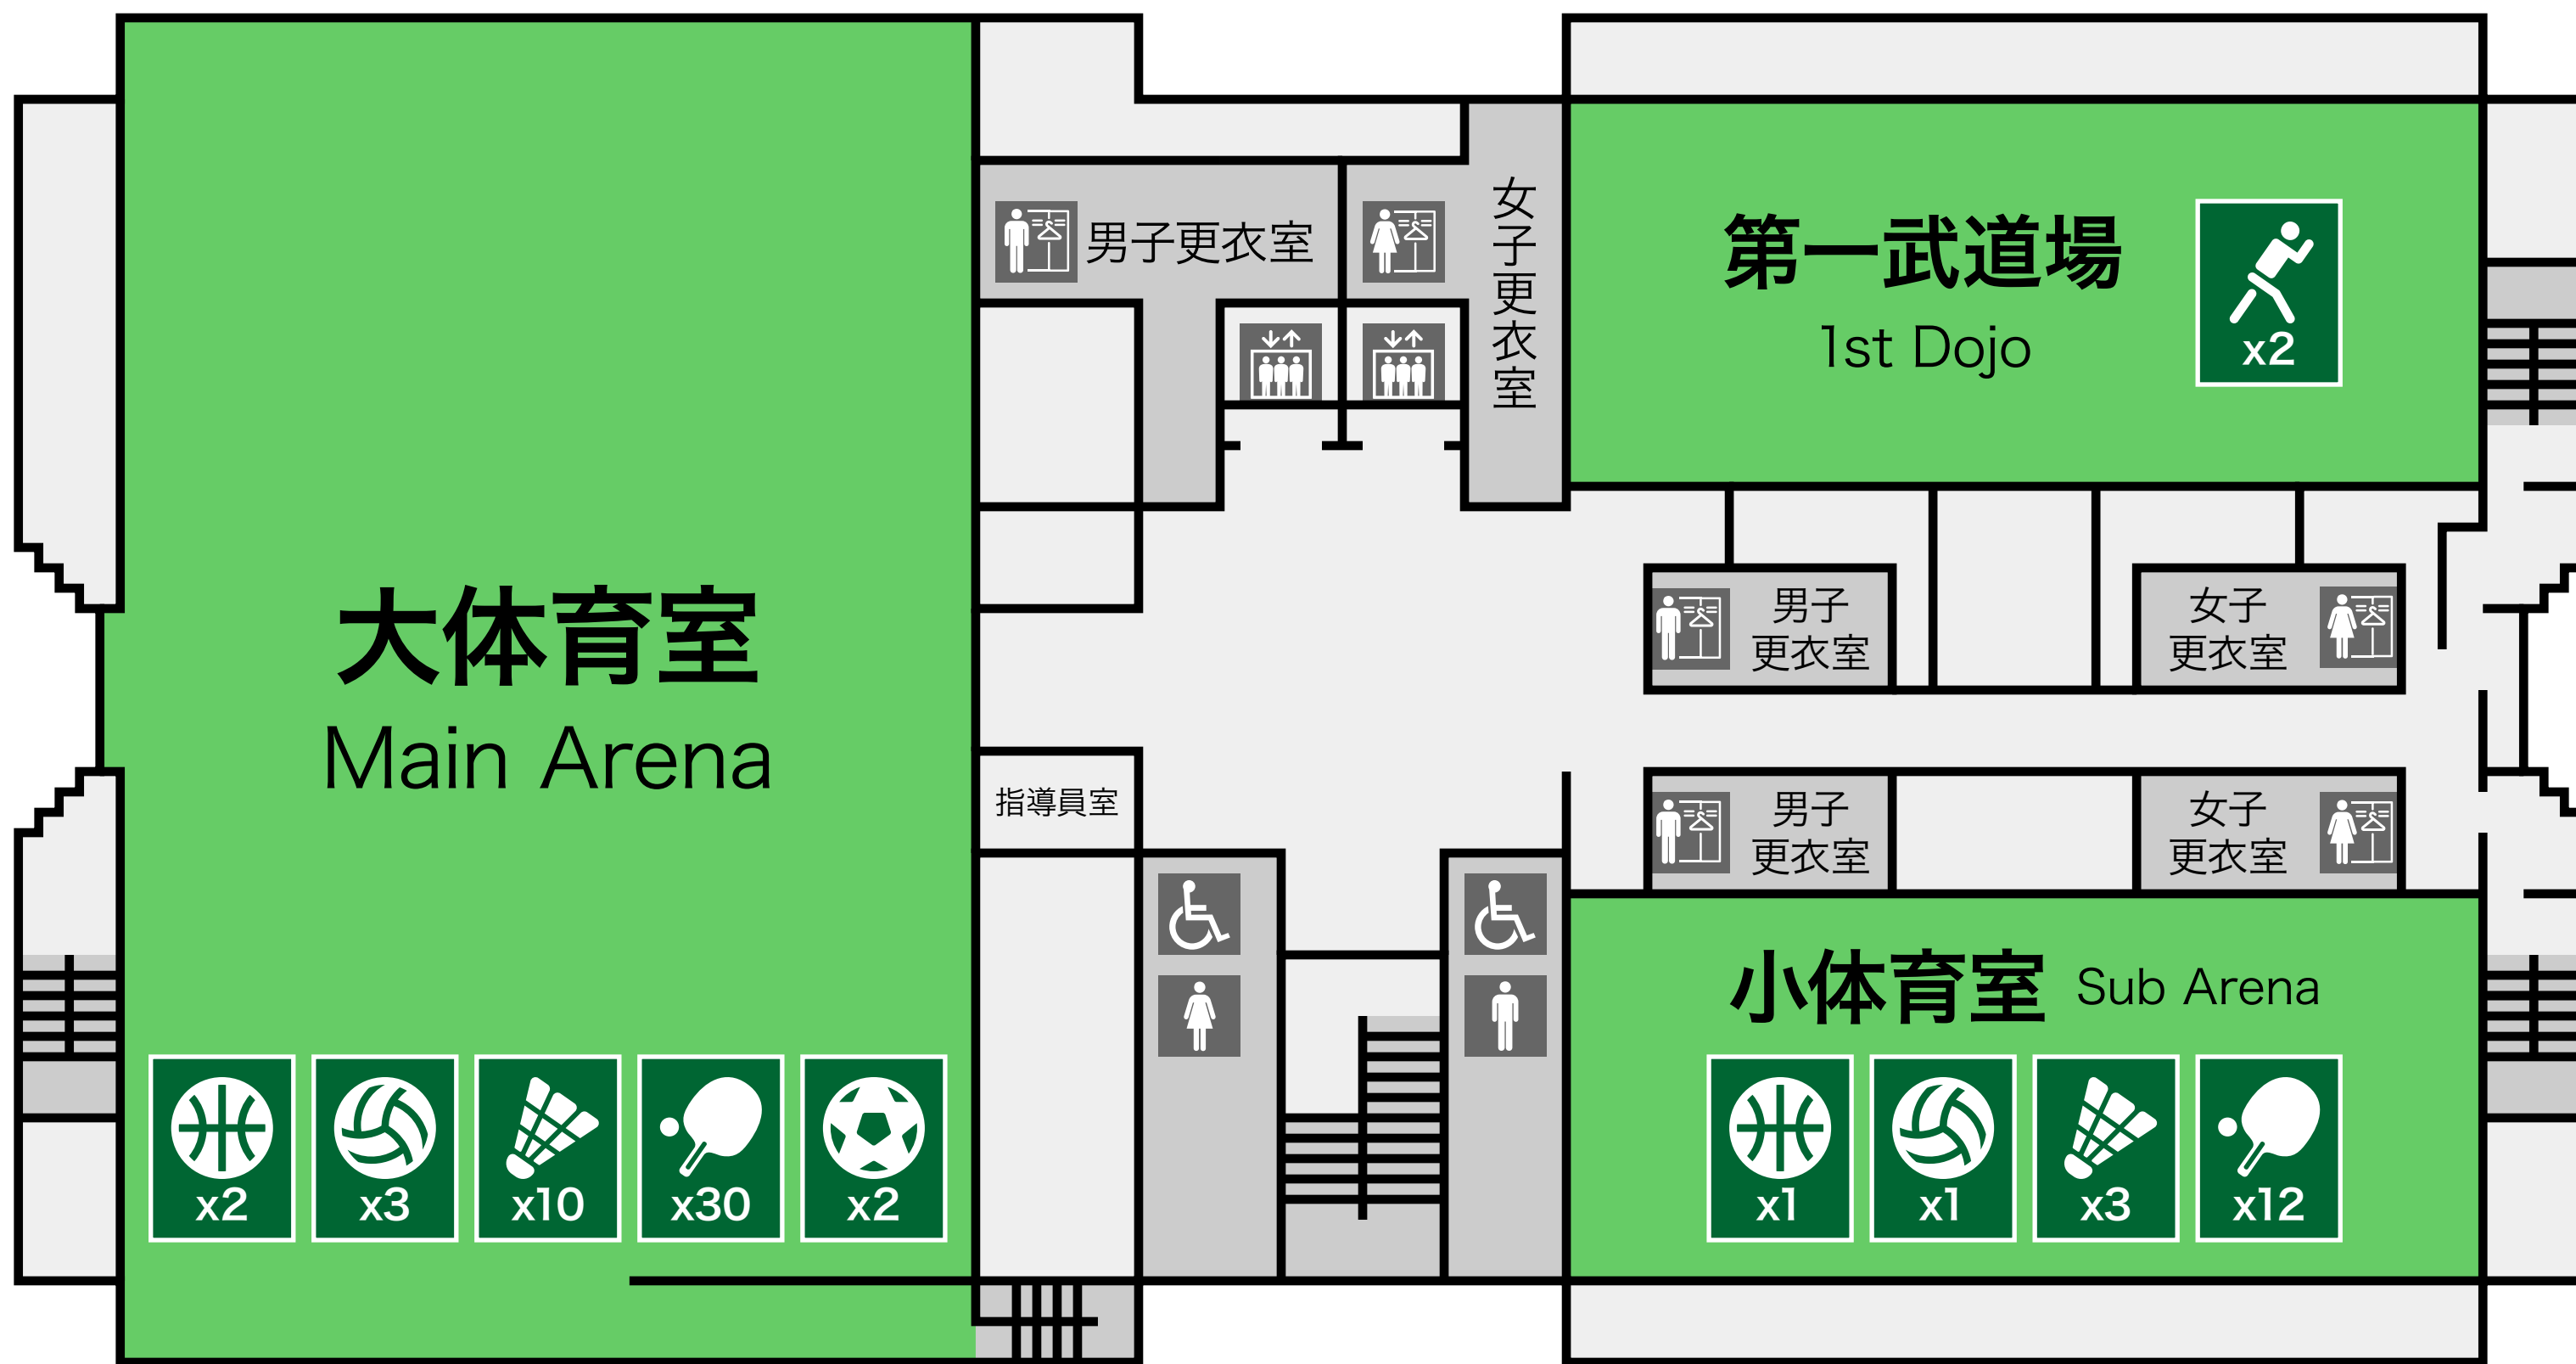 大体育室
Main Arena
x2
x3
x10
x30
x2
男子更衣室
女子更衣室
指導員室
第一武道場
1st Dojo
x2
男子
更衣室
女子
更衣室
男子
更衣室
女子
更衣室
小体育室 Sub Arena
x1
x1
x3
x12